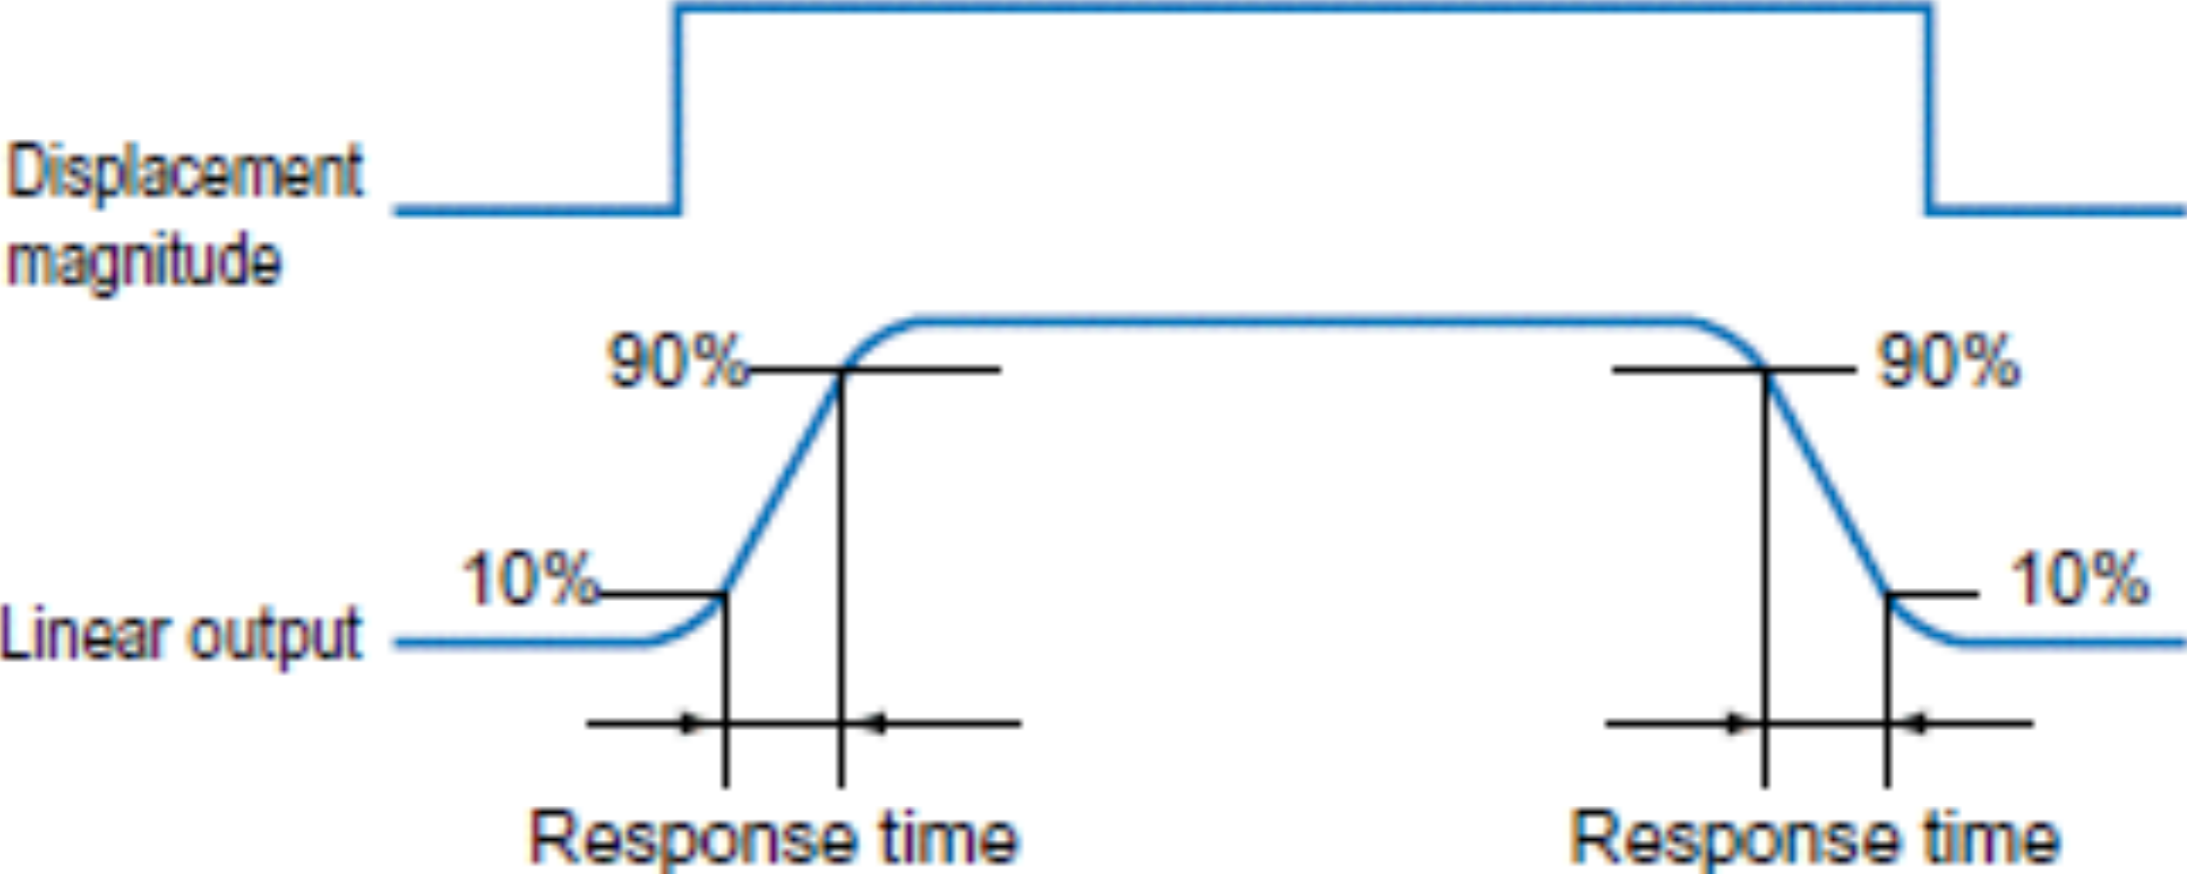 Displacement
magnitude
90%
90%
10%
10%
Linear output
Response time
Response time